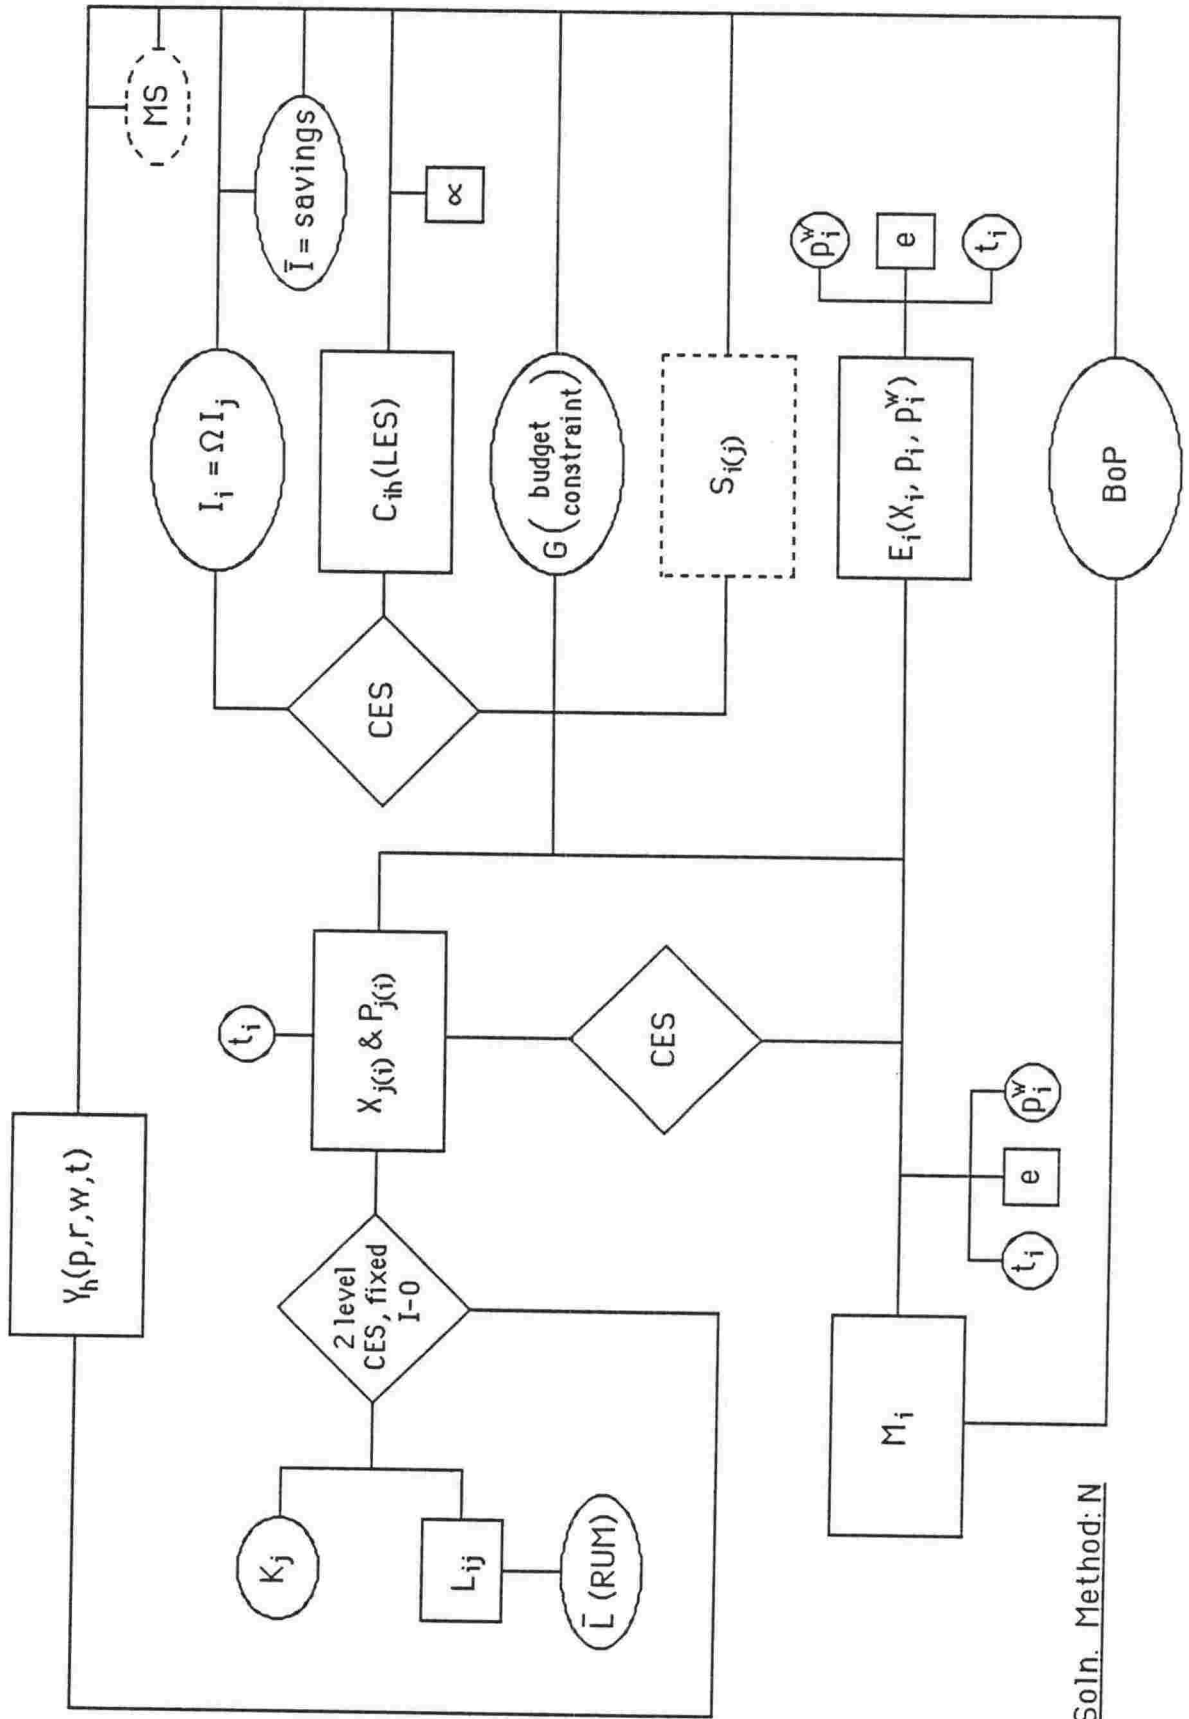 Y_h(p,r,w,t)
MS
K_j
L_ij
L̄ (RUM)
2 level
CES, fixed
I-O
t_i
X_j(i) & P_j(i)
CES
CES
I_i = Ω I_j
Ī = savings
C_ih(LES)
∝
G ( budget
constraint )
S_i(j)
E_i(X_i, p_i, p_i^w)
p_i^w
e
t_i
M_i
t_i
e
p_i^w
BoP
Soln. Method: N